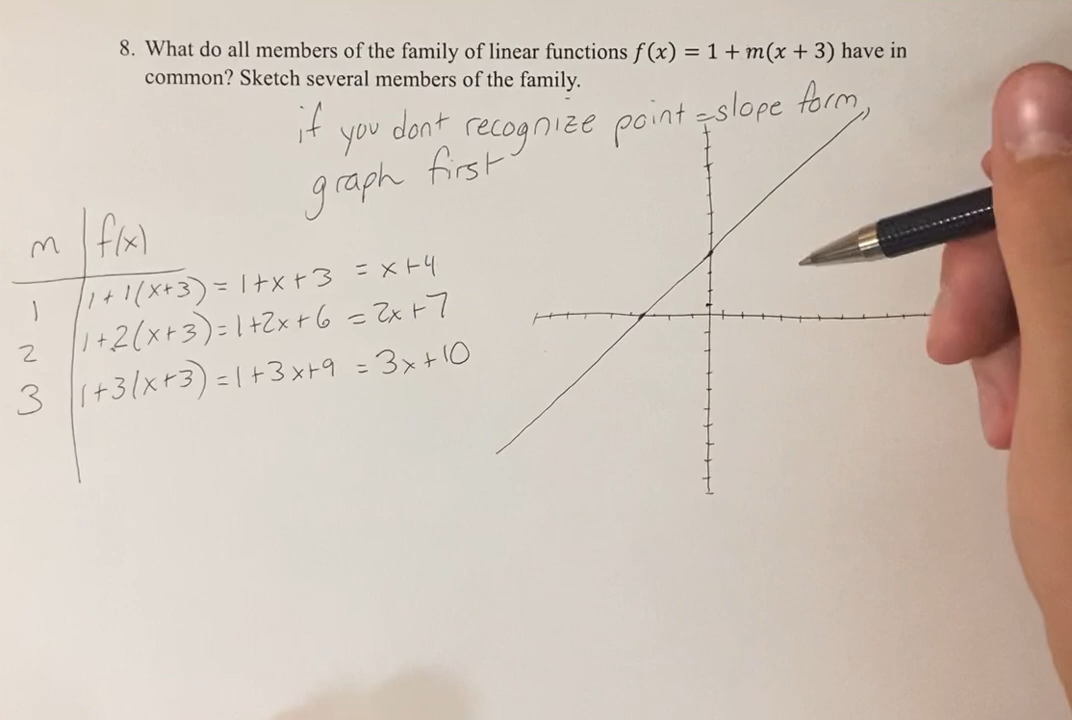 8. What do all members of the family of linear functions f(x) = 1 + m(x + 3) have in
common? Sketch several members of the family.
if you dont recognize point-slope form,
graph first
m f(x)
1 1+1(x+3) = 1+x+3 = x+4
2 1+2(x+3)=1+2x+6 = 2x+7
3 1+3(x+3)=1+3x+9 = 3x+10